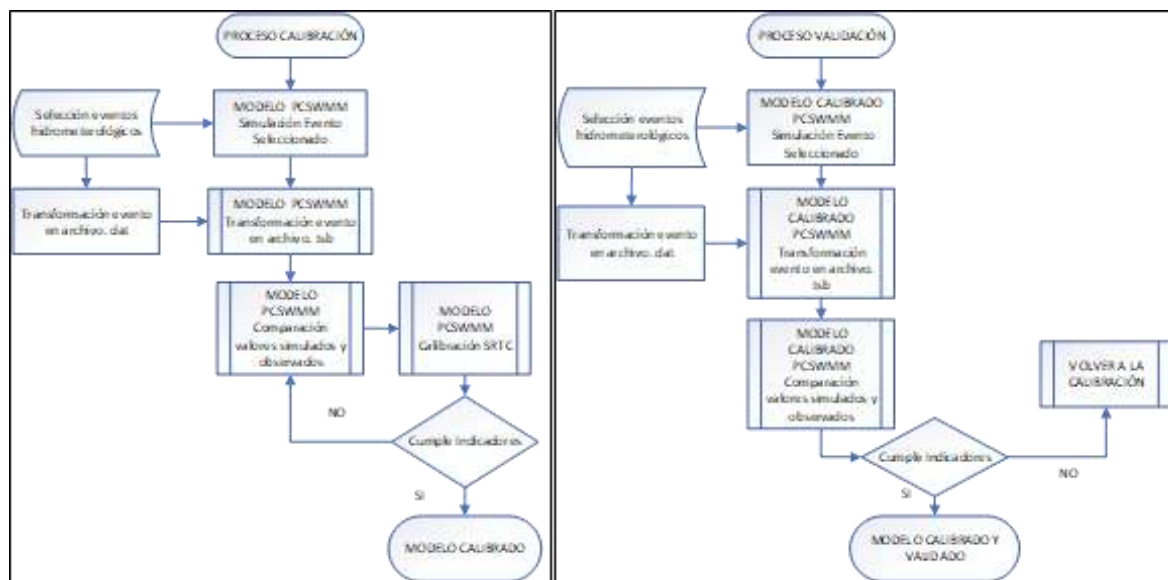 PROCESO CALIBRACIÓN
Selección eventos
hidrometerológicos
MODELO PCSWMM
Simulación Evento
Seleccionado
Transformación evento
en archivo. dat
MODELO PCSWMM
Transformación evento
en archivo. tsb
MODELO
PCSWMM
Comparación
valores simulados y
observados
MODELO
PCSWMM
Calibración SRTC
NO
Cumple Indicadores
SI
MODELO CALIBRADO
PROCESO VALIDACIÓN
Selección eventos
hidrometerológicos
MODELO CALIBRADO
PCSWMM
Simulación Evento
Seleccionado
Transformación evento
en archivo. dat
MODELO
CALIBRADO
PCSWMM
Transformación
evento en archivo.
tsb
MODELO
CALIBRADO
PCSWMM
Comparación
valores simulados y
observados
VOLVER A LA
CALIBRACIÓN
Cumple Indicadores
NO
SI
MODELO CALIBRADO Y
VALIDADO